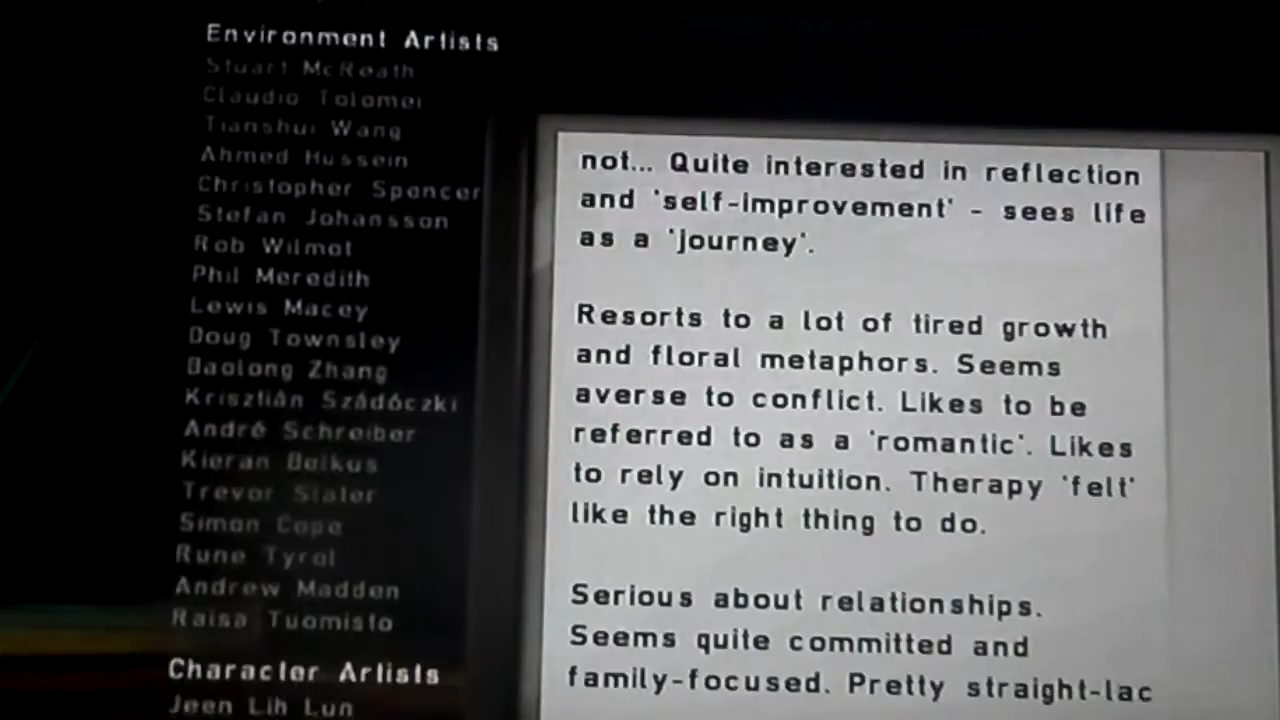 Environment Artists
Stuart McReath
Claudio Tolomei
Tianshui Wang
Ahmed Hussein
Christopher Spencer
Stefan Johansson
Rob Wilmot
Phil Meredith
Lewis Macey
Doug Townsley
Baolong Zhang
Krisztián Szádóczki
André Schreiber
Kieran Belkus
Trevor Slater
Simon Cope
Rune Tyrol
Andrew Madden
Raisa Tuomisto
Character Artists
Jeen Lih Lun
not... Quite interested in reflection
and 'self-improvement' - sees life
as a 'journey'.
Resorts to a lot of tired growth
and floral metaphors. Seems
averse to conflict. Likes to be
referred to as a 'romantic'. Likes
to rely on intuition. Therapy 'felt'
like the right thing to do.
Serious about relationships.
Seems quite committed and
family-focused. Pretty straight-lac